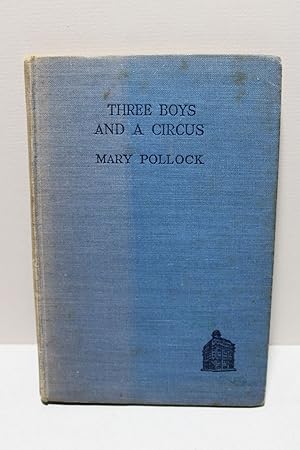 THREE BOYS
AND A CIRCUS
MARY POLLOCK